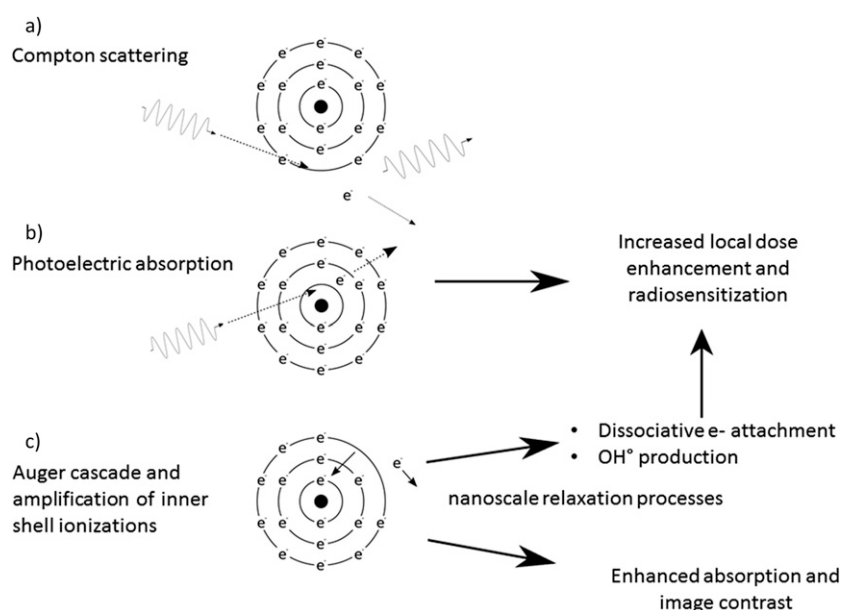 a)
Compton scattering
e⁻ e⁻ e⁻
e⁻
e⁻ e⁻ e⁻ e⁻ e⁻
e⁻ e⁻ e⁻ e⁻ e⁻
e⁻
e⁻ e⁻
e⁻
b)
Photoelectric absorption
e⁻ e⁻ e⁻
e⁻
e⁻ e⁻ e⁻ e⁻ e⁻
e⁻ e⁻ e⁻ e⁻ e⁻
e⁻
e⁻ e⁻ e⁻
Increased local dose
enhancement and
radiosensitization
c)
Auger cascade and
amplification of inner
shell ionizations
e⁻ e⁻
e⁻
e⁻ e⁻ e⁻ e⁻
e⁻ e⁻ e⁻ e⁻ e⁻
e⁻
e⁻ e⁻ e⁻
e⁻
• Dissociative e- attachment
• OH° production
nanoscale relaxation processes
Enhanced absorption and
image contrast